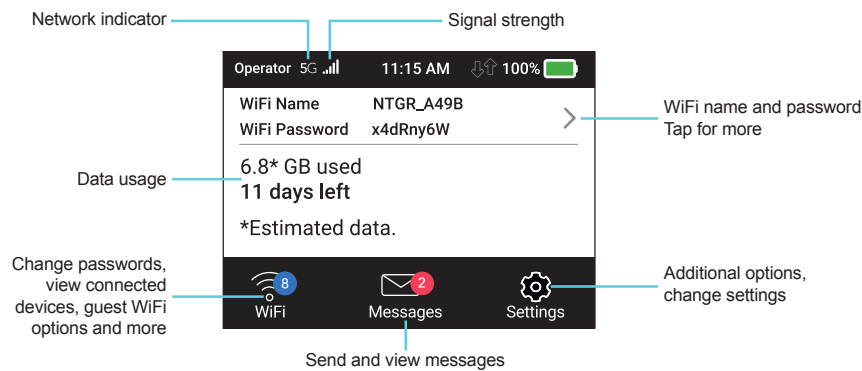 Network indicator
Signal strength
Operator 5G 11:15 AM 100%
WiFi Name NTGR_A49B
WiFi Password x4dRny6W
WiFi name and password
Tap for more
Data usage
6.8* GB used
11 days left
*Estimated data.
Change passwords,
view connected
devices, guest WiFi
options and more
8
WiFi
2
Messages
Settings
Additional options,
change settings
Send and view messages